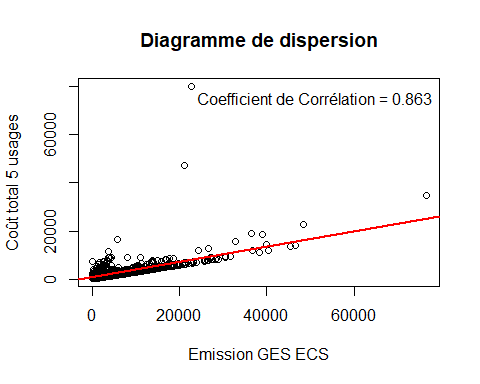 Diagramme de dispersion
Coefficient de Corrélation = 0.863
Coût total 5 usages
60000
20000
0
0
20000
40000
60000
Emission GES ECS